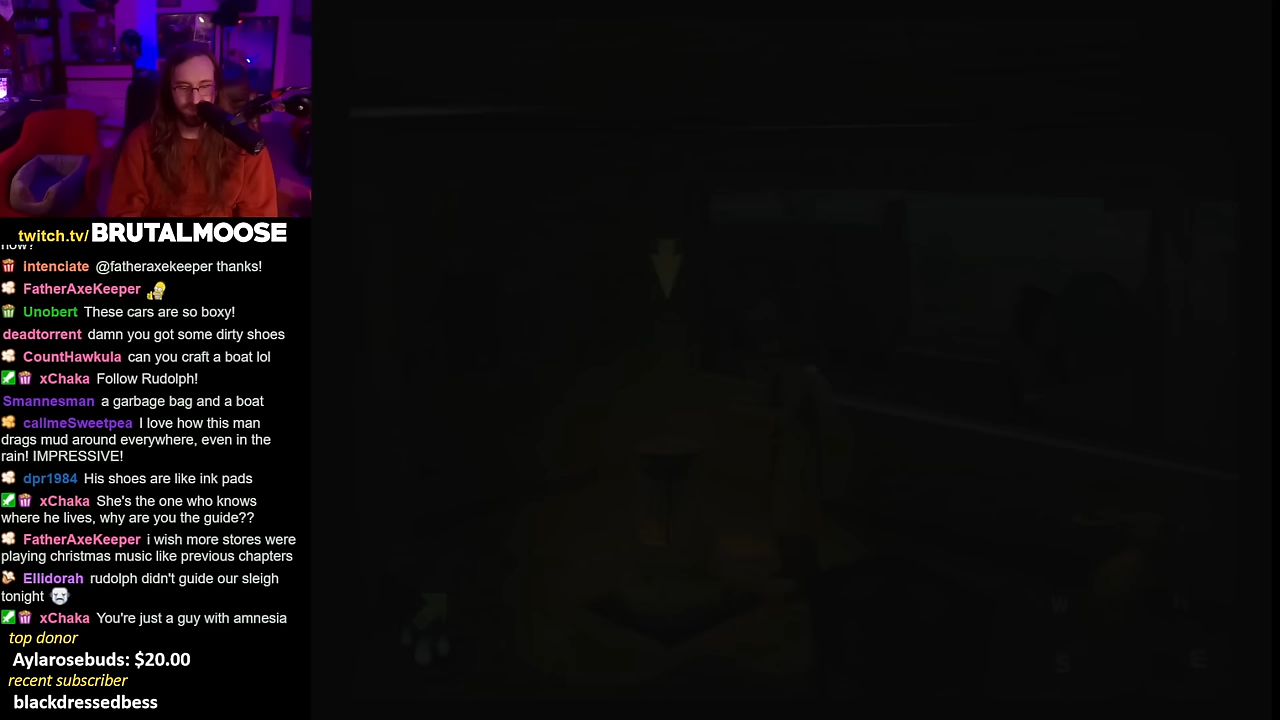 twitch.tv/BRUTALMOOSE
now?
intenciate @fatheraxekeeper thanks!
FatherAxeKeeper
Unobert These cars are so boxy!
deadtorrent damn you got some dirty shoes
CountHawkula can you craft a boat lol
xChaka Follow Rudolph!
Smannesman a garbage bag and a boat
callmeSweetpea I love how this man
drags mud around everywhere, even in the
rain! IMPRESSIVE!
dpr1984 His shoes are like ink pads
xChaka She's the one who knows
where he lives, why are you the guide??
FatherAxeKeeper i wish more stores were
playing christmas music like previous chapters
Ellidorah rudolph didn't guide our sleigh
tonight
xChaka You're just a guy with amnesia
top donor
Aylarosebuds: $20.00
recent subscriber
blackdressedbess
W
N
S
E